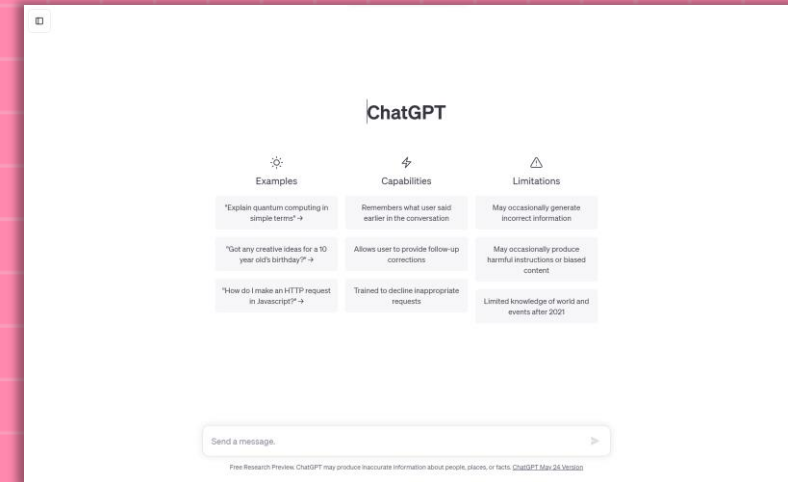 ChatGPT
Examples
"Explain quantum computing in
simple terms" →
"Got any creative ideas for a 10
year old's birthday?" →
"How do I make an HTTP request
in Javascript?" →
Capabilities
Remembers what user said
earlier in the conversation
Allows user to provide follow-up
corrections
Trained to decline inappropriate
requests
Limitations
May occasionally generate
incorrect information
May occasionally produce
harmful instructions or biased
content
Limited knowledge of world and
events after 2021
Send a message.
Free Research Preview. ChatGPT may produce inaccurate information about people, places, or facts. ChatGPT May 24 Version